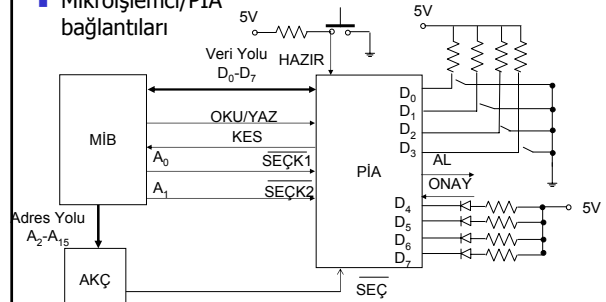 Mikroişlemci/PIA
bağlantıları
5V
5V
Veri Yolu
D0-D7
HAZIR
OKU/YAZ
KES
MİB
A0
SEÇK1
A1
SEÇK2
PİA
D0
D1
D2
D3
AL
ONAY
D4
D5
D6
D7
5V
Adres Yolu
A2-A15
AKÇ
SEÇ